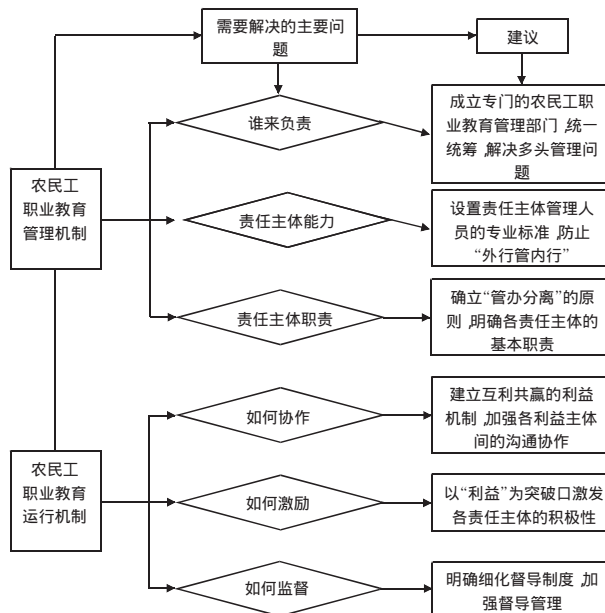 需要解决的主要问
题
建议
谁来负责
成立专门的农民工职
业教育管理部门,统一
统筹,解决多头管理问
题
农民工
职业教育
管理机制
责任主体能力
设置责任主体管理人
员的专业标准,防止
“外行管内行”
责任主体职责
确立“管办分离”的原
则,明确各责任主体的
基本职责
如何协作
建立互利共赢的利益
机制,加强各利益主体
间的沟通协作
农民工
职业教育
运行机制
如何激励
以“利益”为突破口激发
各责任主体的积极性
如何监督
明确细化督导制度,加
强督导管理